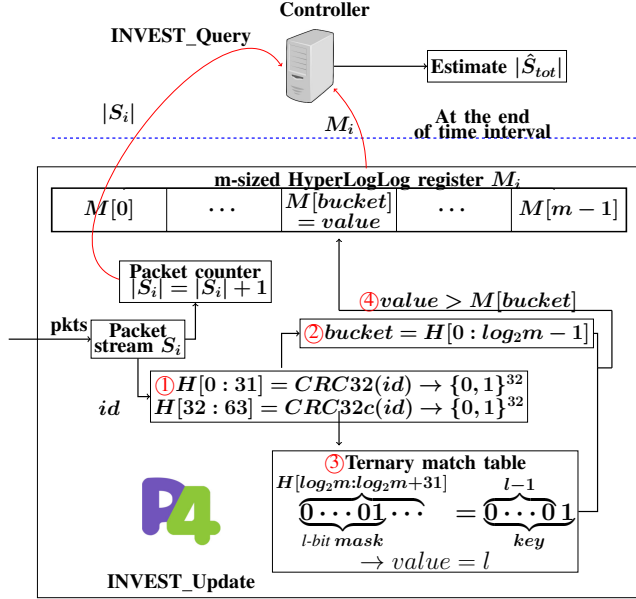 Controller
INVEST_Query
Estimate |Ŝ_tot|
|S_i|
M_i
At the end
of time interval
m-sized HyperLogLog register M_i
M[0] ··· M[bucket] = value ··· M[m − 1]
Packet counter
|S_i| = |S_i| + 1
④value > M[bucket]
pkts
Packet
stream S_i
②bucket = H[0 : log₂m − 1]
id
①H[0 : 31] = CRC32(id) → {0, 1}³²
H[32 : 63] = CRC32c(id) → {0, 1}³²
③Ternary match table
H[log₂m:log₂m+31] l−1
0 ··· 01 ··· = 0 ··· 0 1
l-bit mask key
→ value = l
P4
INVEST_Update